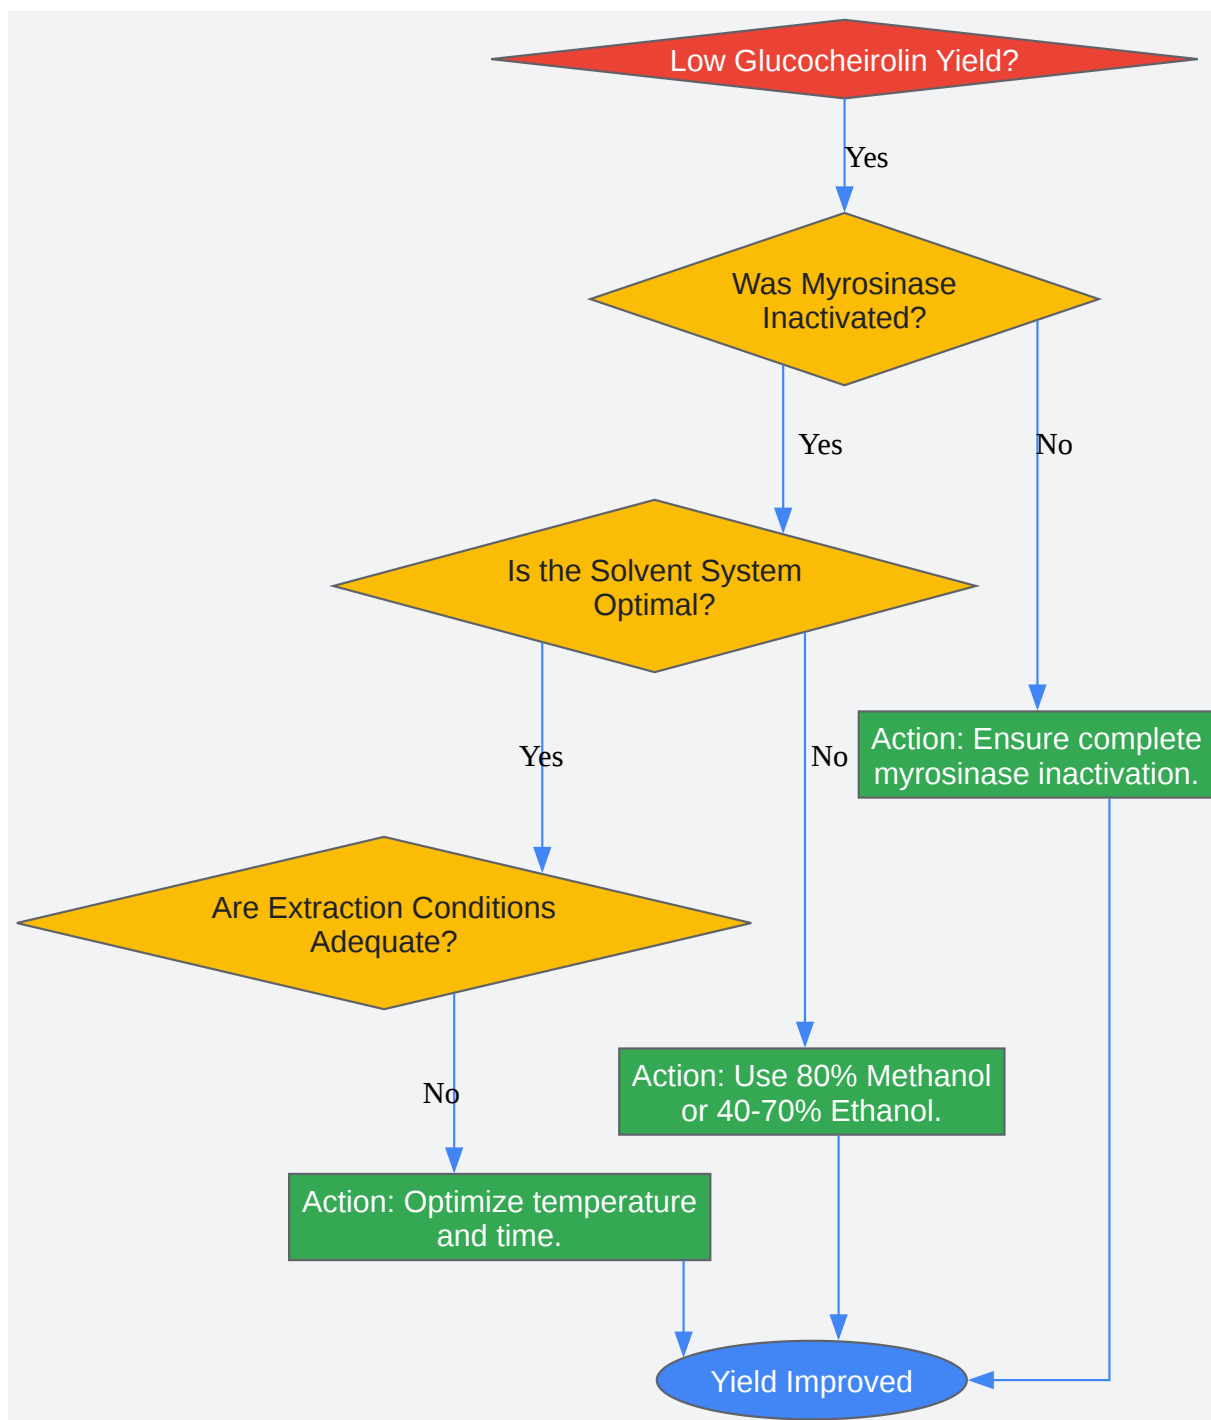 Low Glucocheirolin Yield?
Yes
Was Myrosinase
Inactivated?
Yes
No
Is the Solvent System
Optimal?
Yes
No
Action: Ensure complete
myrosinase inactivation.
Are Extraction Conditions
Adequate?
No
Action: Use 80% Methanol
or 40-70% Ethanol.
Action: Optimize temperature
and time.
Yield Improved